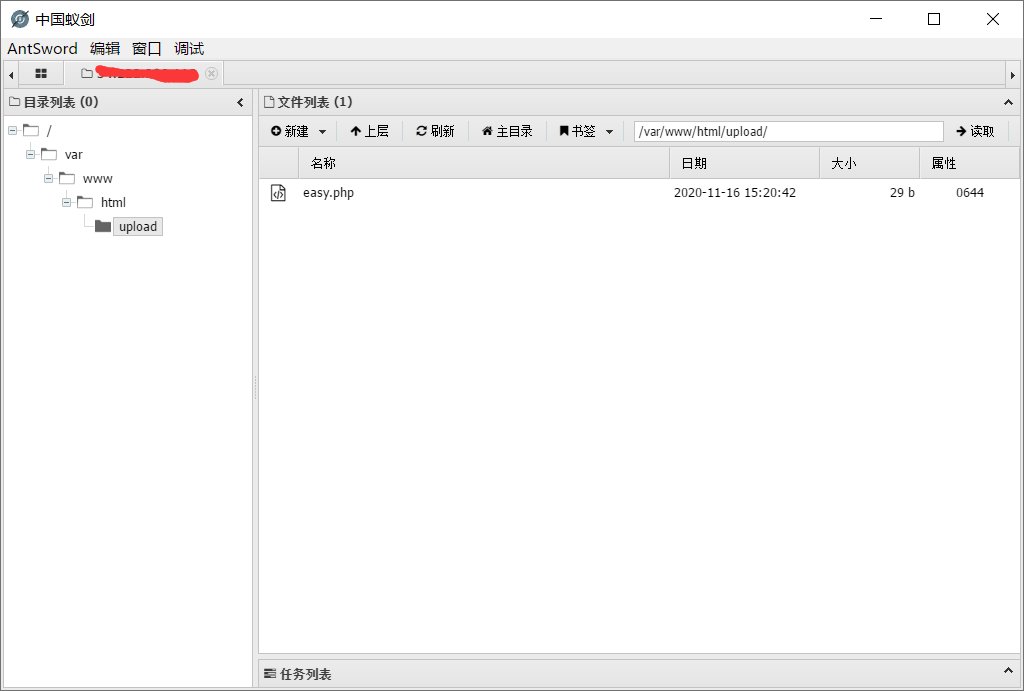 中国蚁剑
AntSword 编辑 窗口 调试
目录列表 (0)
/
var
www
html
upload
文件列表 (1)
新建 上层 刷新 主目录 书签 /var/www/html/upload/ 读取
名称 日期 大小 属性
easy.php 2020-11-16 15:20:42 29 b 0644
任务列表